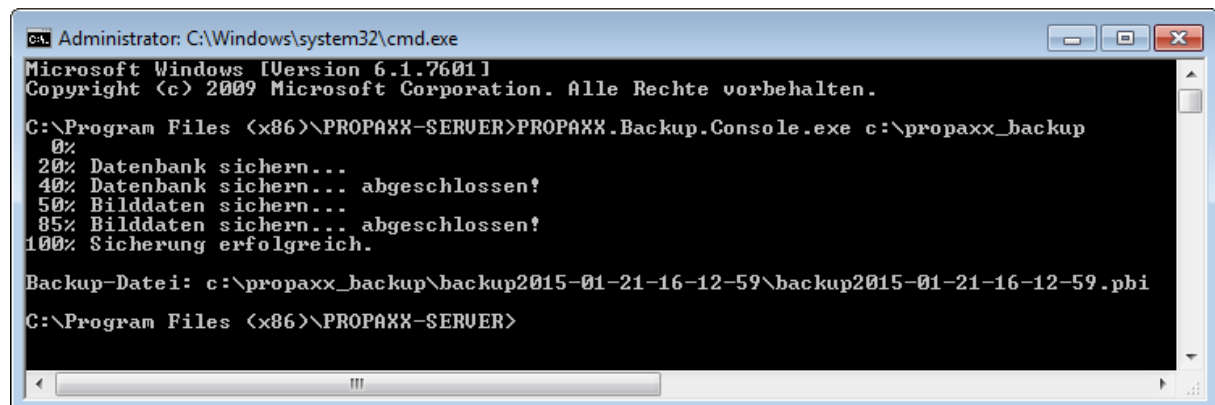 Administrator: C:\Windows\system32\cmd.exe
Microsoft Windows [Version 6.1.7601]
Copyright (c) 2009 Microsoft Corporation. Alle Rechte vorbehalten.
C:\Program Files (x86)\PROPAXX-SERVER>PROPAXX.Backup.Console.exe c:\propaxx_backup
0%
20% Datenbank sichern...
40% Datenbank sichern... abgeschlossen!
50% Bilddaten sichern...
85% Bilddaten sichern... abgeschlossen!
100% Sicherung erfolgreich.
Backup-Datei: c:\propaxx_backup\backup2015-01-21-16-12-59\backup2015-01-21-16-12-59.pbi
C:\Program Files (x86)\PROPAXX-SERVER>